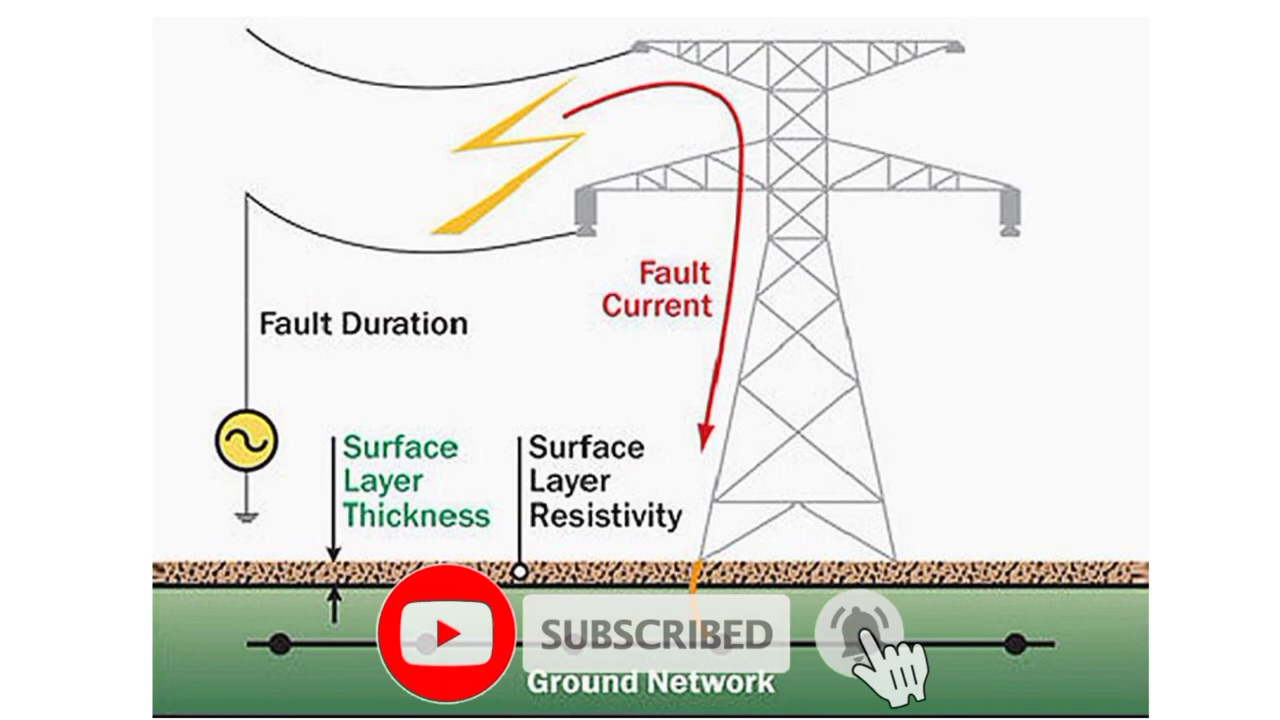 Fault
Current
Fault Duration
Surface
Layer
Thickness
Surface
Layer
Resistivity
SUBSCRIBED
Ground Network